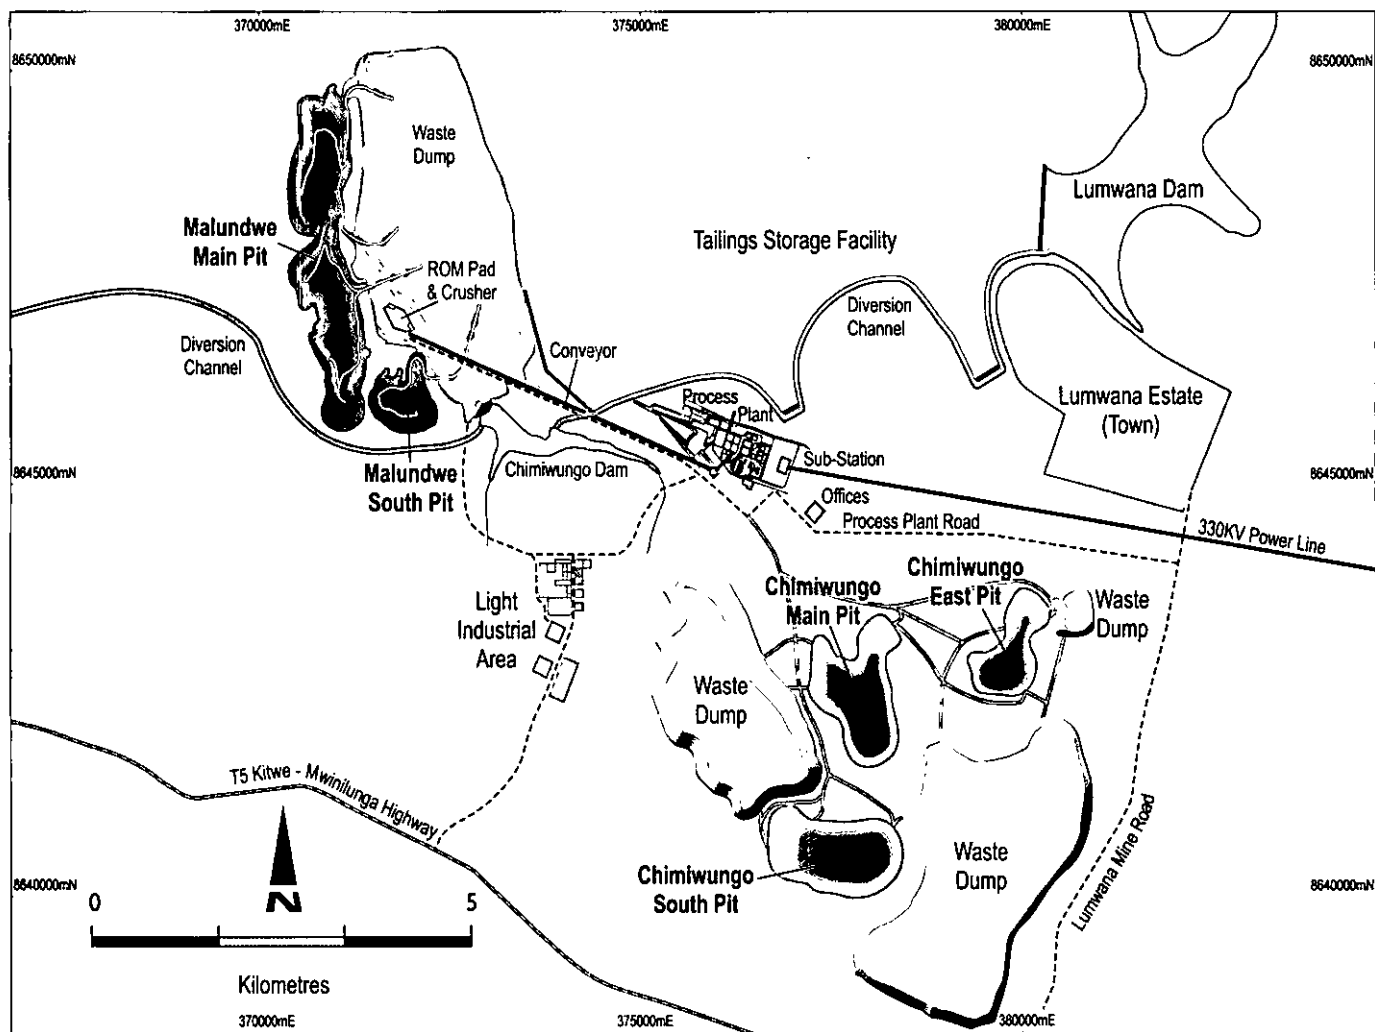 370000mE
375000mE
380000mE
8650000mN
8650000mN
Waste
Dump
Lumwana Dam
Malundwe
Main Pit
Tailings Storage Facility
ROM Pad
& Crusher
Diversion
Channel
Diversion
Channel
Conveyor
Process
Plant
Lumwana Estate
(Town)
Sub-Station
8645000mN
Malundwe
South Pit
Chimiwungo Dam
8645000mN
Offices
Process Plant Road
330KV Power Line
Chimiwungo
Main Pit
Chimiwungo
East Pit
Waste
Dump
Light
Industrial
Area
Waste
Dump
T5 Kitwe - Mwinilunga Highway
Lumwana Mine Road
Waste
Dump
Chimiwungo
South Pit
8640000mN
8640000mN
0
5
N
Kilometres
370000mE
375000mE
380000mE